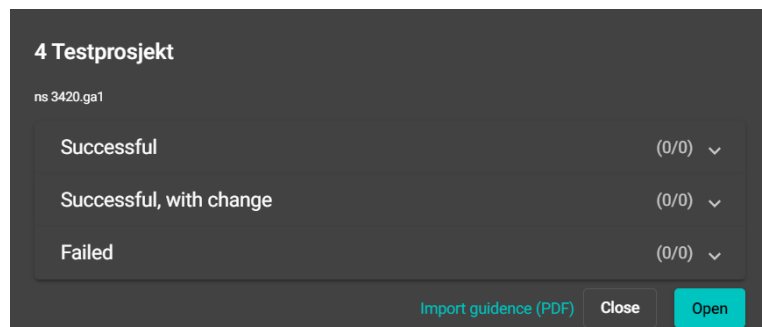 4 Testprosjekt
ns 3420.ga1
Successful (0/0)
Successful, with change (0/0)
Failed (0/0)
Import guidence (PDF) Close Open